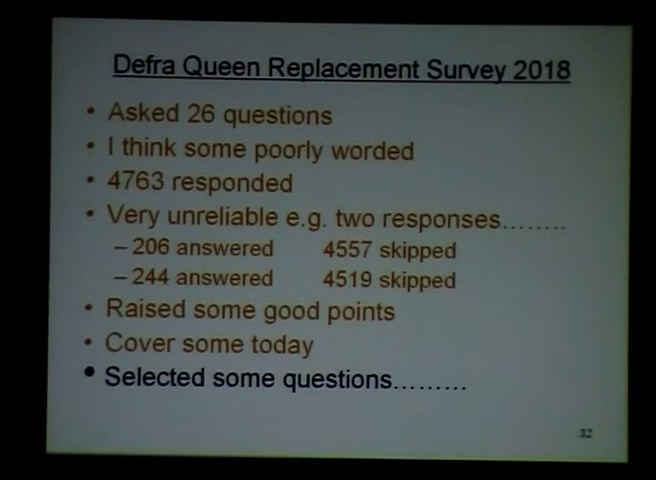 Defra Queen Replacement Survey 2018
• Asked 26 questions
• I think some poorly worded
• 4763 responded
• Very unreliable e.g. two responses……..
– 206 answered 4557 skipped
– 244 answered 4519 skipped
• Raised some good points
• Cover some today
• Selected some questions………
32